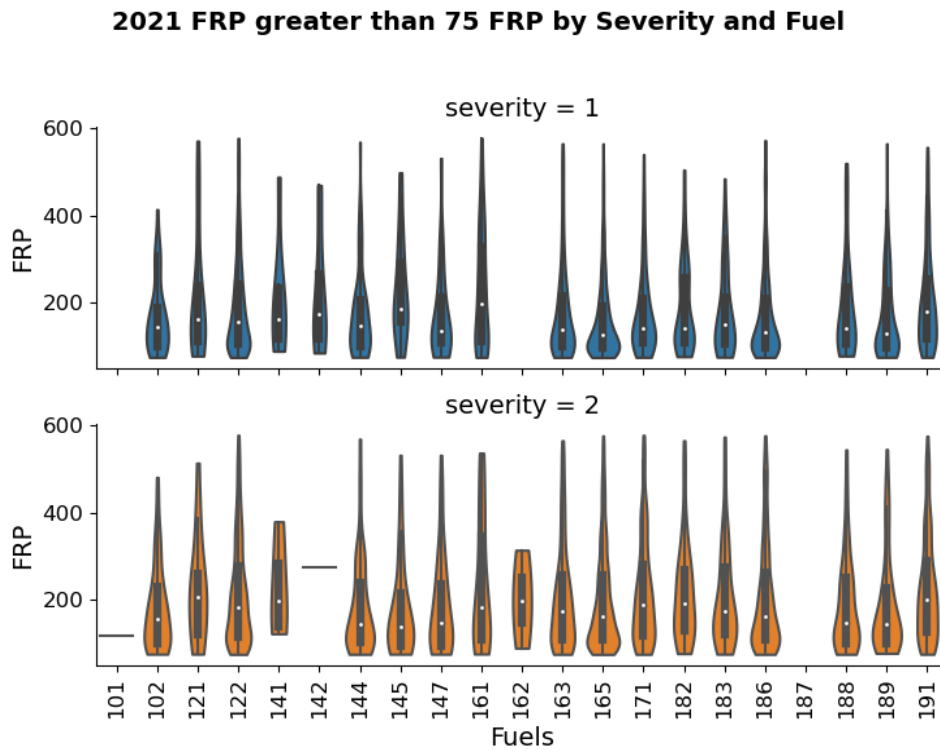 2021 FRP greater than 75 FRP by Severity and Fuel
severity = 1
600
400
200
FRP
severity = 2
600
400
200
FRP
101 102 121 122 141 142 144 145 147 161 162 163 165 171 182 183 186 187 188 189 191
Fuels